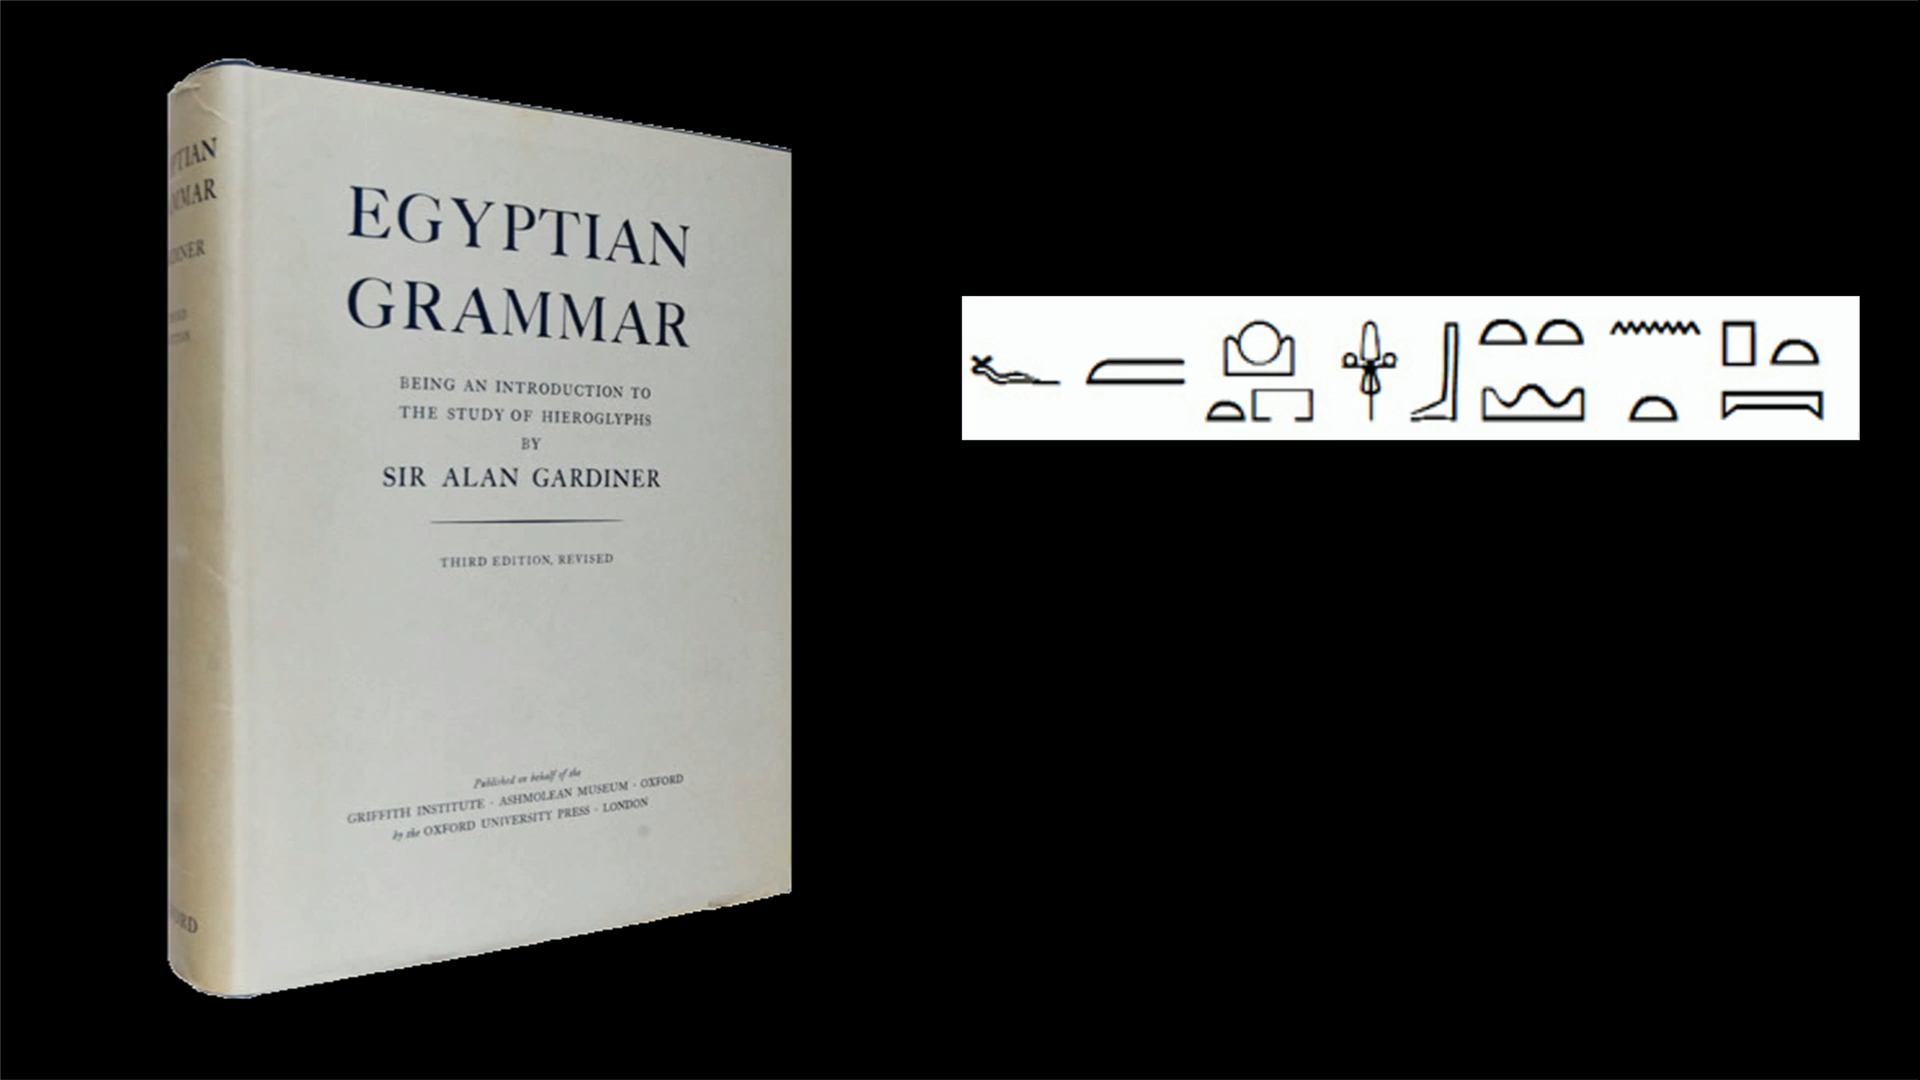 EGYPTIAN
GRAMMAR
BEING AN INTRODUCTION TO
THE STUDY OF HIEROGLYPHS
BY
SIR ALAN GARDINER
THIRD EDITION, REVISED
Published on behalf of the
GRIFFITH INSTITUTE · ASHMOLEAN MUSEUM · OXFORD
by the OXFORD UNIVERSITY PRESS · LONDON
𓆑𓐝𓈌𓏏𓉐𓋁𓃀𓏏𓏏𓈉𓈖𓏏𓊪𓏏𓇯